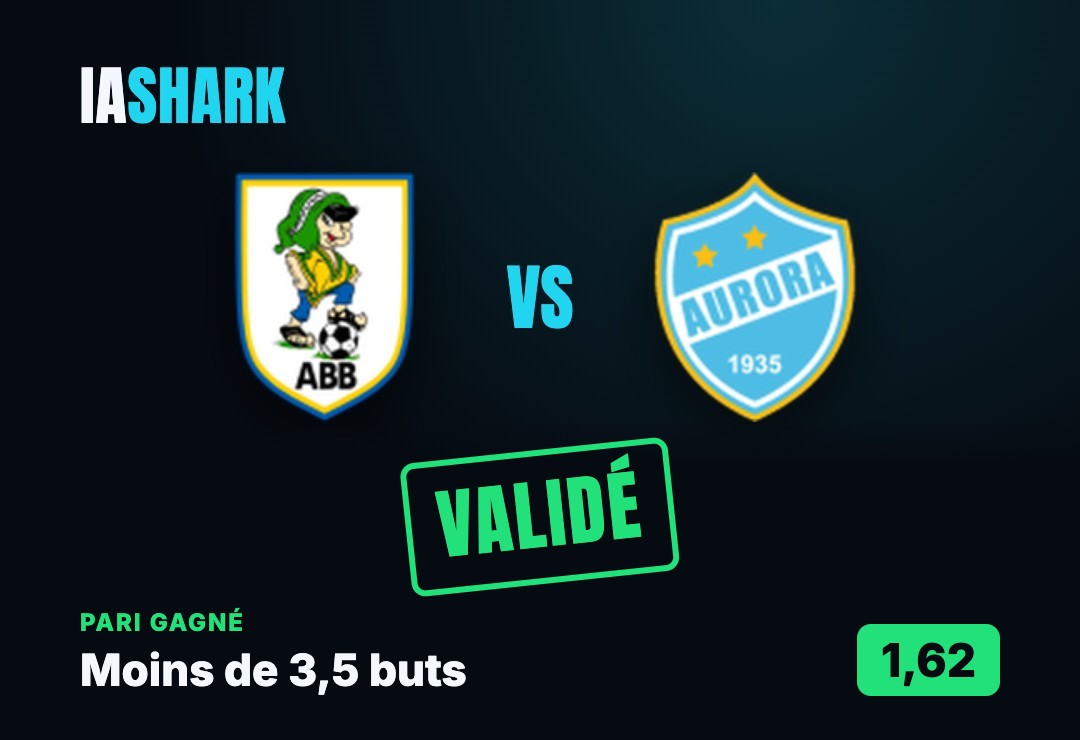 IASHARK
ABB
VS
AURORA
1935
VALIDÉ
PARI GAGNÉ
Moins de 3,5 buts
1,62